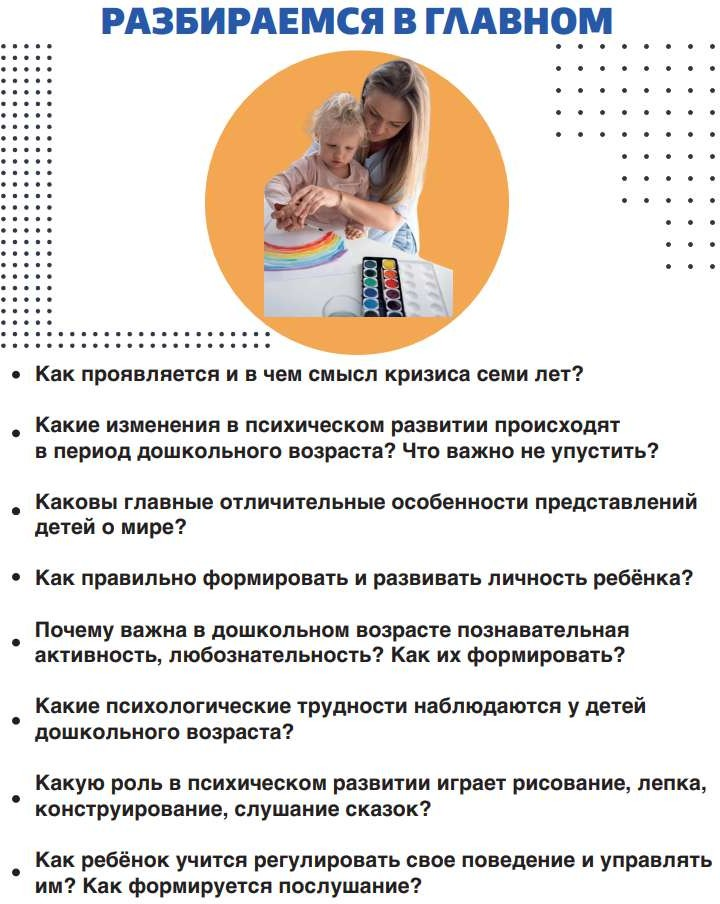 РАЗБИРАЕМСЯ В ГЛАВНОМ
• Как проявляется и в чем смысл кризиса семи лет?
• Какие изменения в психическом развитии происходят
в период дошкольного возраста? Что важно не упустить?
• Каковы главные отличительные особенности представлений
детей о мире?
• Как правильно формировать и развивать личность ребёнка?
• Почему важна в дошкольном возрасте познавательная
активность, любознательность? Как их формировать?
• Какие психологические трудности наблюдаются у детей
дошкольного возраста?
• Какую роль в психическом развитии играет рисование, лепка,
конструирование, слушание сказок?
• Как ребёнок учится регулировать свое поведение и управлять
им? Как формируется послушание?